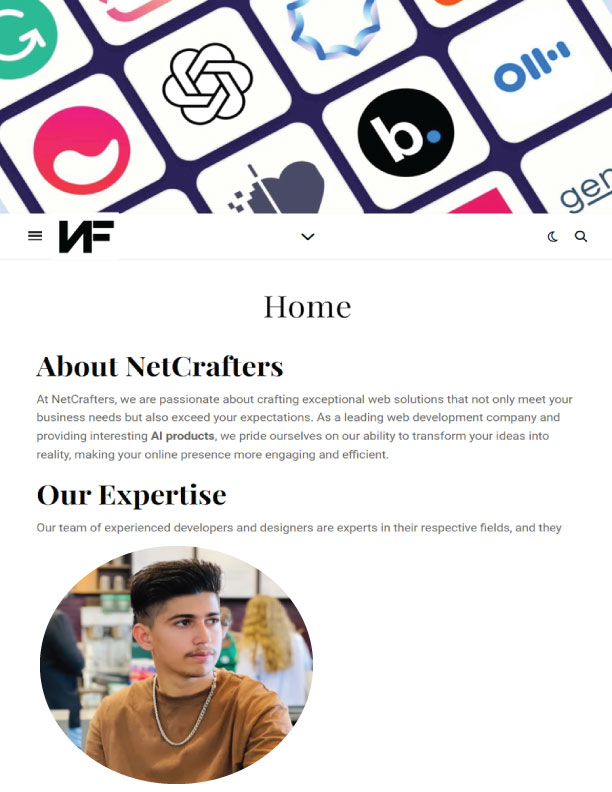 b.
gen
NF
Home
About NetCrafters
At NetCrafters, we are passionate about crafting exceptional web solutions that not only meet your
business needs but also exceed your expectations. As a leading web development company and
providing interesting AI products, we pride ourselves on our ability to transform your ideas into
reality, making your online presence more engaging and efficient.
Our Expertise
Our team of experienced developers and designers are experts in their respective fields, and they